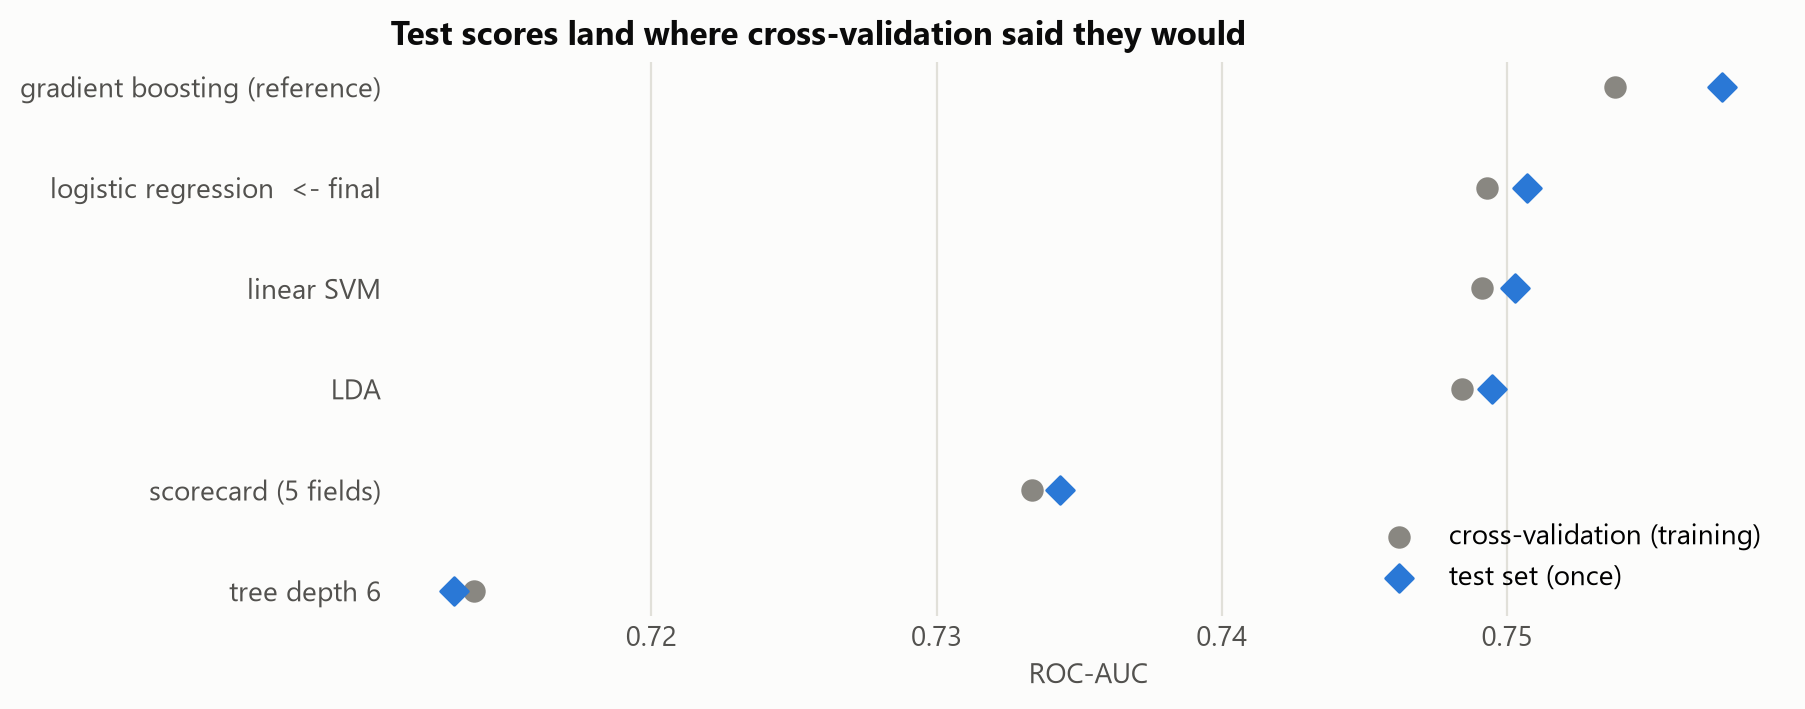 Test scores land where cross-validation said they would
gradient boosting (reference)
logistic regression  <- final
linear SVM
LDA
scorecard (5 fields)
tree depth 6
cross-validation (training)
test set (once)
0.72 0.73 0.74 0.75
ROC-AUC